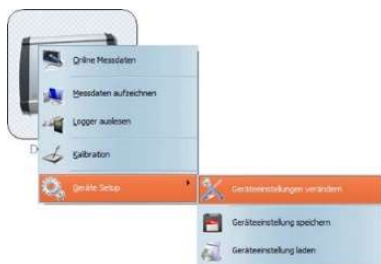 Online Messdaten
Messdaten aufzeichnen
Logger auslesen
Kalibration
Geräte Setup
Geräteeinstellungen verändern
Geräteeinstellung speichern
Geräteeinstellung laden